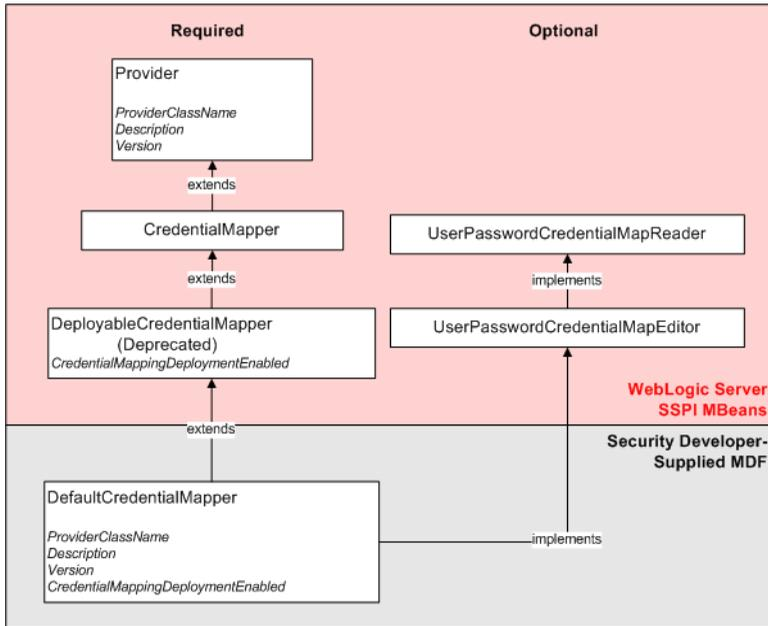 Required
Optional
Provider
ProviderClassName
Description
Version
extends
CredentialMapper
UserPasswordCredentialMapReader
extends
implements
DeployableCredentialMapper
(Deprecated)
CredentialMappingDeploymentEnabled
UserPasswordCredentialMapEditor
WebLogic Server
SSPI MBeans
extends
Security Developer-
Supplied MDF
DefaultCredentialMapper
ProviderClassName
Description
Version
CredentialMappingDeploymentEnabled
implements